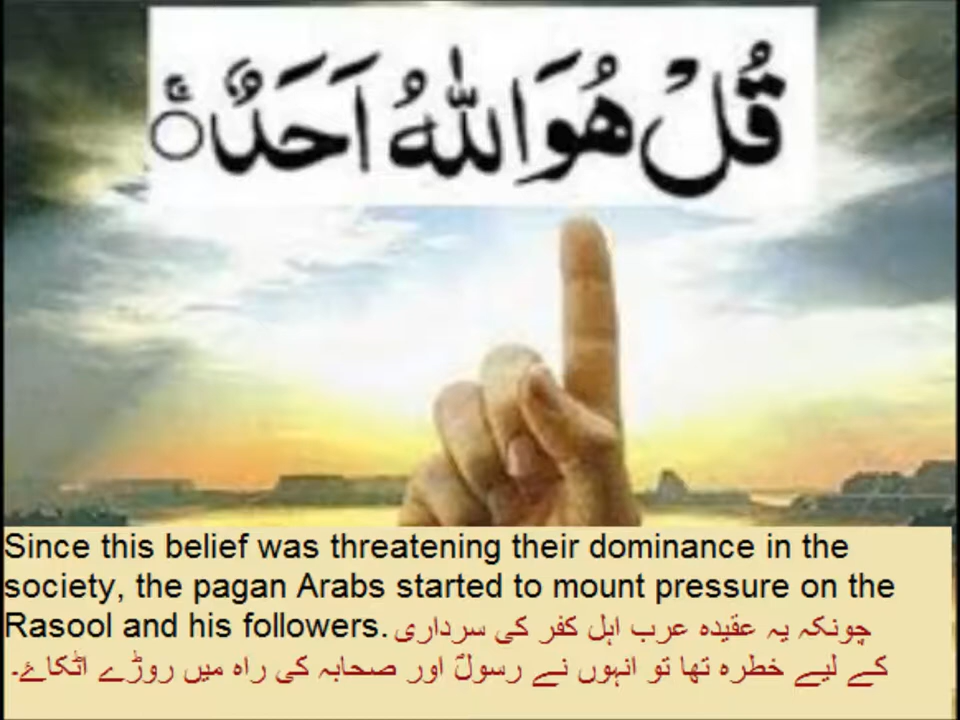 قُلْ هُوَ اللّٰهُ اَحَدٌ ۚ
Since this belief was threatening their dominance in the
society, the pagan Arabs started to mount pressure on the
Rasool and his followers. چونکہ یہ عقیدہ عرب اہل کفر کی سرداری
کے لیے خطرہ تھا تو انہوں نے رسولؐ اور صحابہ کی راہ میں روڑے اٹکاۓ۔